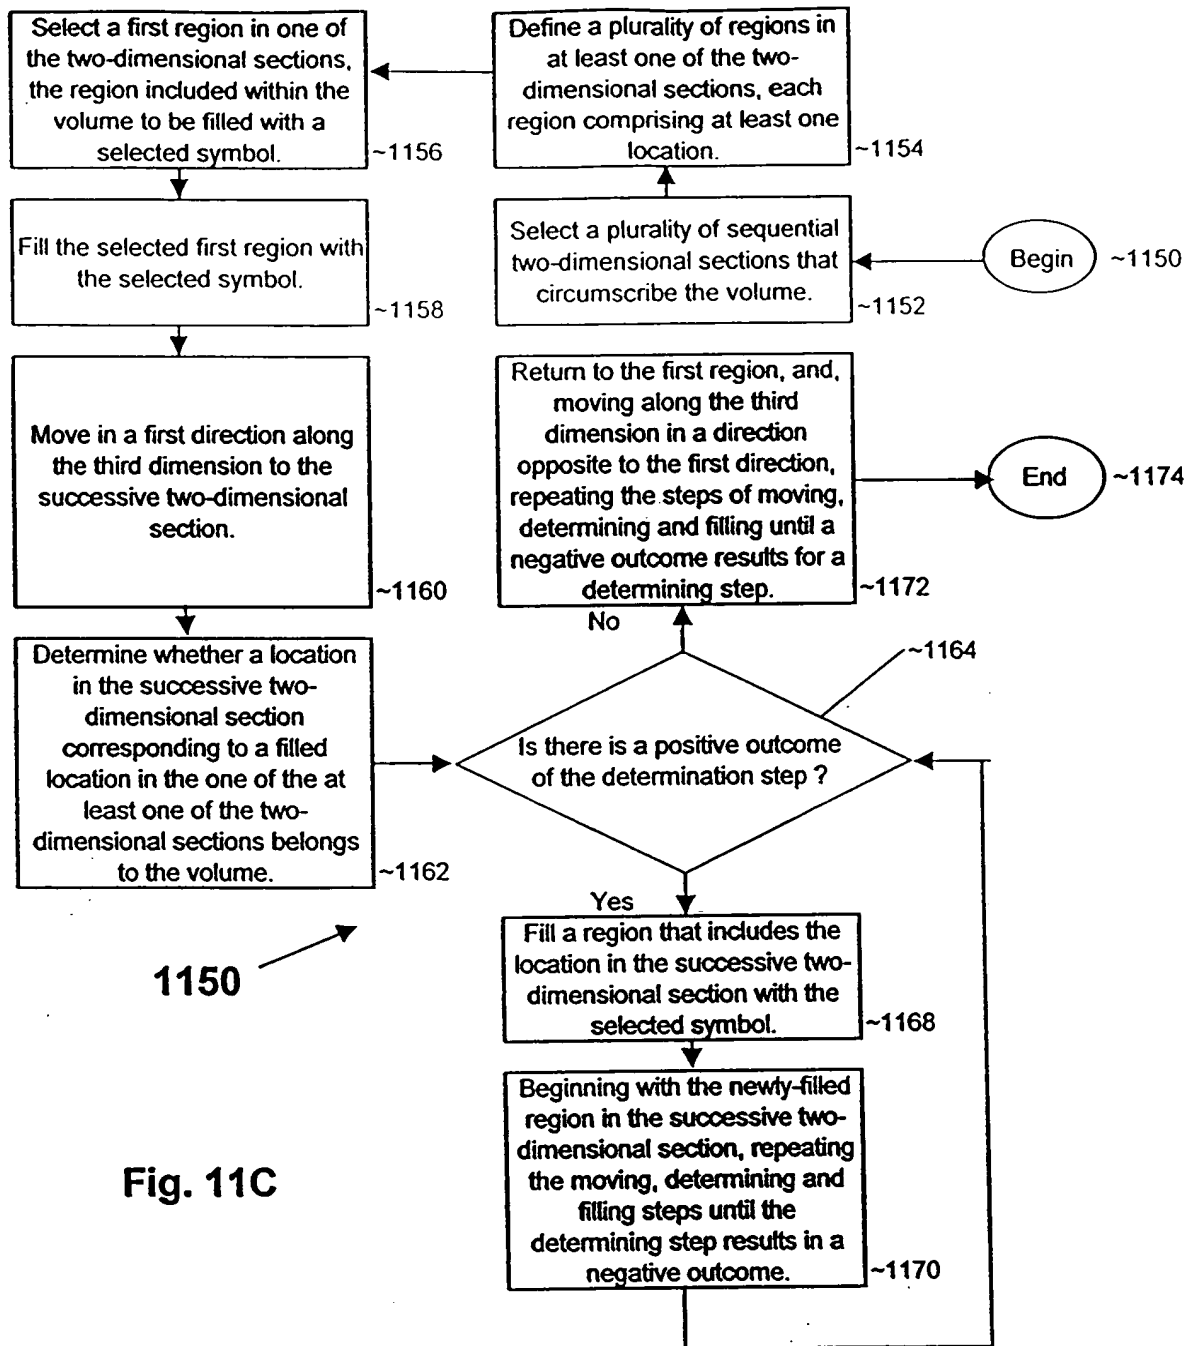 Select a first region in one of
the two-dimensional sections,
the region included within the
volume to be filled with a
selected symbol.
~1156
Define a plurality of regions in
at least one of the two-
dimensional sections, each
region comprising at least one
location.
~1154
Fill the selected first region with
the selected symbol.
~1158
Select a plurality of sequential
two-dimensional sections that
circumscribe the volume.
~1152
Begin
~1150
Move in a first direction along
the third dimension to the
successive two-dimensional
section.
~1160
Return to the first region, and,
moving along the third
dimension in a direction
opposite to the first direction,
repeating the steps of moving,
determining and filling until a
negative outcome results for a
determining step.
~1172
End
~1174
No
Determine whether a location
in the successive two-
dimensional section
corresponding to a filled
location in the one of the at
least one of the two-
dimensional sections belongs
to the volume.
~1162
~1164
Is there is a positive outcome
of the determination step ?
Yes
Fill a region that includes the
location in the successive two-
dimensional section with the
selected symbol.
~1168
1150
Beginning with the newly-filled
region in the successive two-
dimensional section, repeating
the moving, determining and
filling steps until the
determining step results in a
negative outcome.
~1170
Fig. 11C